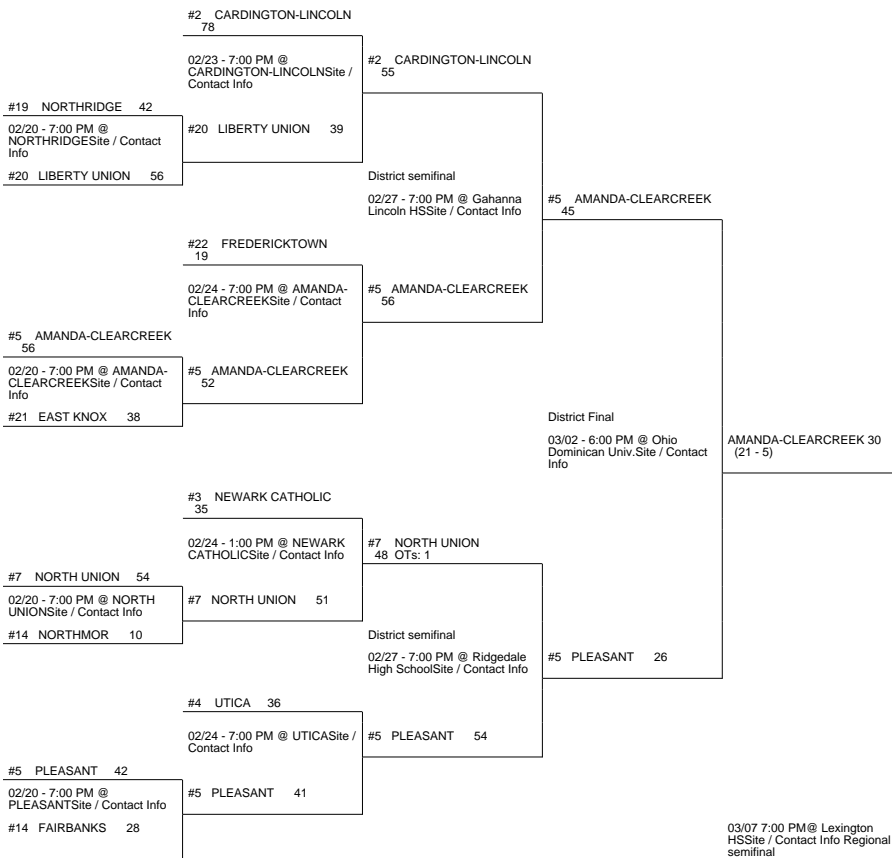 #2 CARDINGTON-LINCOLN
78
02/23 - 7:00 PM @
CARDINGTON-LINCOLNSite /
Contact Info
#2 CARDINGTON-LINCOLN
55
#19 NORTHRIDGE 42
02/20 - 7:00 PM @
NORTHRIDGESite / Contact
Info
#20 LIBERTY UNION 39
#20 LIBERTY UNION 56
District semifinal
02/27 - 7:00 PM @ Gahanna
Lincoln HSSite / Contact Info
#5 AMANDA-CLEARCREEK
45
#22 FREDERICKTOWN
19
02/24 - 7:00 PM @ AMANDA-
CLEARCREEKSite / Contact
Info
#5 AMANDA-CLEARCREEK
56
#5 AMANDA-CLEARCREEK
56
02/20 - 7:00 PM @ AMANDA-
CLEARCREEKSite / Contact
Info
#5 AMANDA-CLEARCREEK
52
#21 EAST KNOX 38
District Final
03/02 - 6:00 PM @ Ohio
Dominican Univ.Site / Contact
Info
AMANDA-CLEARCREEK 30
(21 - 5)
#3 NEWARK CATHOLIC
35
02/24 - 1:00 PM @ NEWARK
CATHOLICSite / Contact Info
#7 NORTH UNION
48 OTs: 1
#7 NORTH UNION 54
02/20 - 7:00 PM @ NORTH
UNIONSite / Contact Info
#7 NORTH UNION 51
#14 NORTHMOR 10
District semifinal
02/27 - 7:00 PM @ Ridgedale
High SchoolSite / Contact Info
#5 PLEASANT 26
#4 UTICA 36
02/24 - 7:00 PM @ UTICASite /
Contact Info
#5 PLEASANT 54
#5 PLEASANT 42
02/20 - 7:00 PM @
PLEASANTSite / Contact Info
#5 PLEASANT 41
#14 FAIRBANKS 28
03/07 7:00 PM@ Lexington
HSSite / Contact Info Regional
semifinal